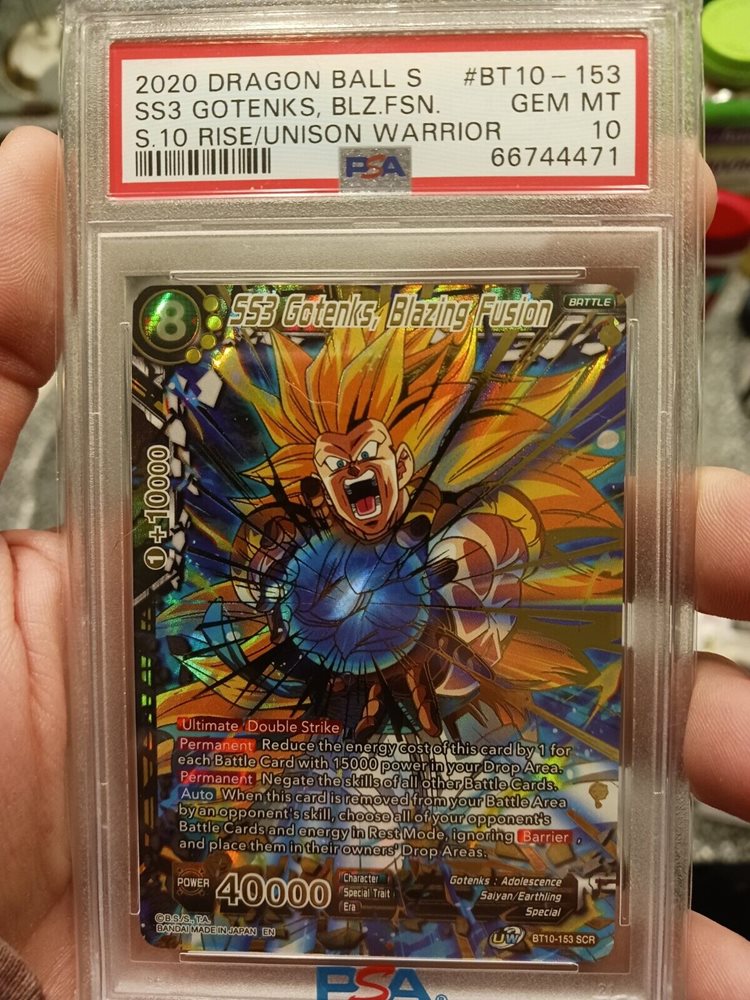 2020 DRAGON BALL S #BT10-153
SS3 GOTENKS, BLZ.FSN. GEM MT
S.10 RISE/UNISON WARRIOR 10
PSA 66744471
8 SS3 Gotenks, Blazing Fusion BATTLE
1 +10000
Ultimate Double Strike
Permanent Reduce the energy cost of this card by 1 for
each Battle Card with 15000 power in your Drop Area.
Permanent Negate the skills of all other Battle Cards.
Auto When this card is removed from your Battle Area
by an opponent's skill, choose all of your opponent's
Battle Cards and energy in Rest Mode, ignoring Barrier,
and place them in their owners' Drop Areas.
POWER 40000
Character Gotenks : Adolescence
Special Trait Saiyan/Earthling
Era Special
©B.S./S., T.A.
BANDAI MADE IN JAPAN EN
UW BT10-153 SCR
PSA®